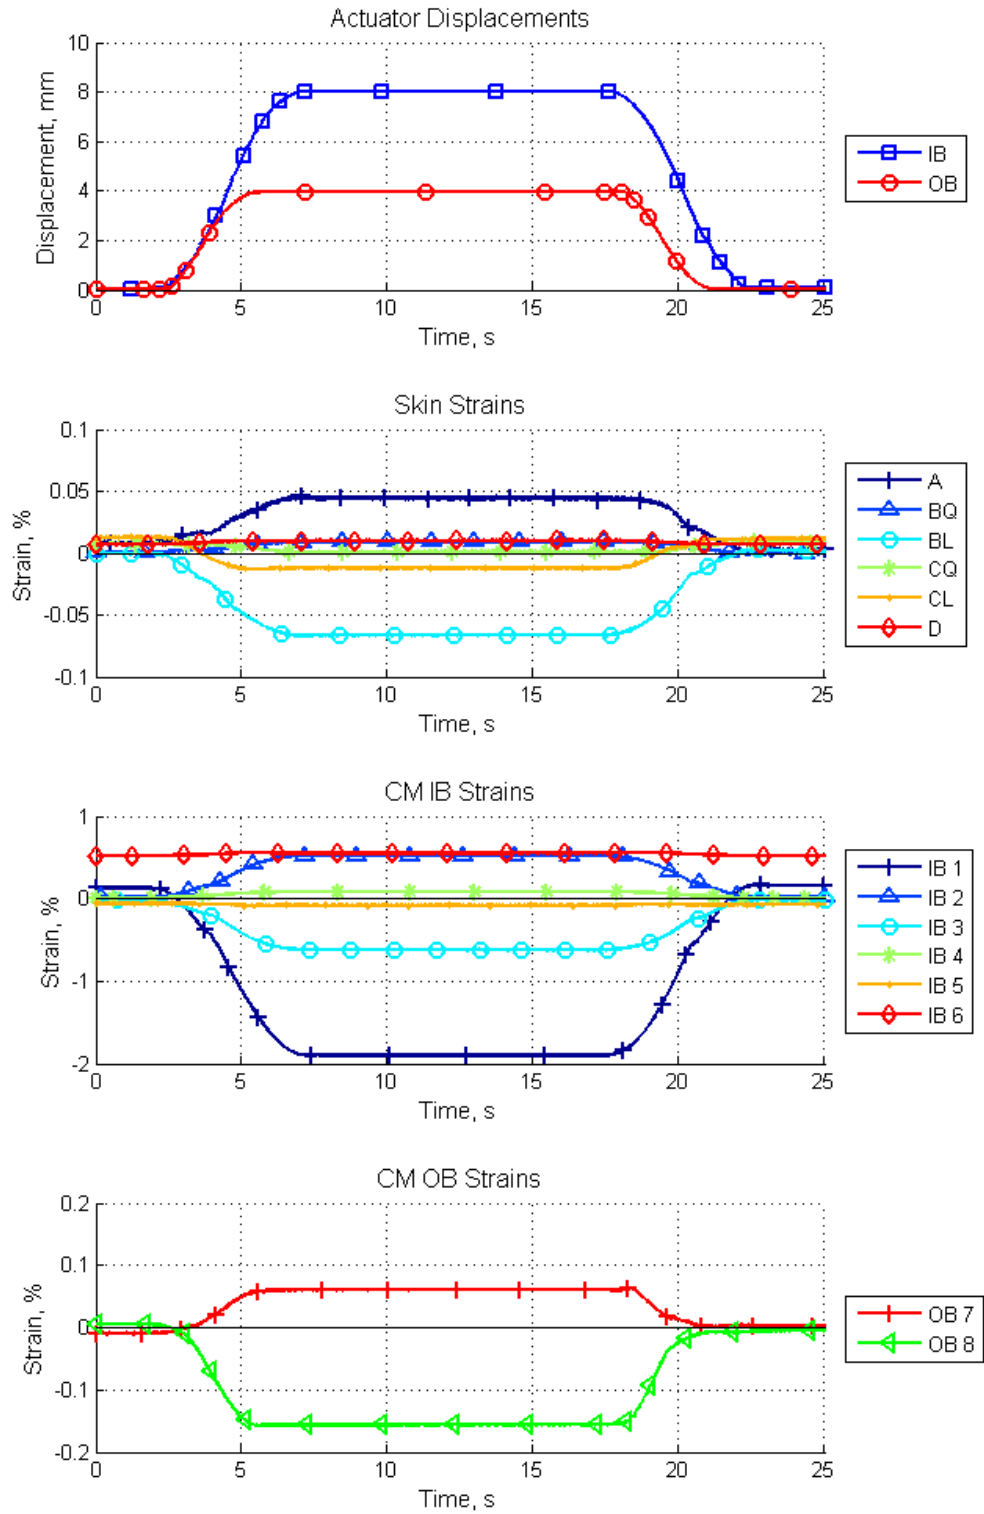 Actuator Displacements
10
8
6
4
2
0
Displacement, mm
0 5 10 15 20 25
Time, s
IB
OB
Skin Strains
0.1
0.05
0
-0.05
-0.1
Strain, %
0 5 10 15 20 25
Time, s
A
BQ
BL
CQ
CL
D
CM IB Strains
1
0
-1
-2
Strain, %
0 5 10 15 20 25
Time, s
IB 1
IB 2
IB 3
IB 4
IB 5
IB 6
CM OB Strains
0.2
0.1
0
-0.1
-0.2
Strain, %
0 5 10 15 20 25
Time, s
OB 7
OB 8